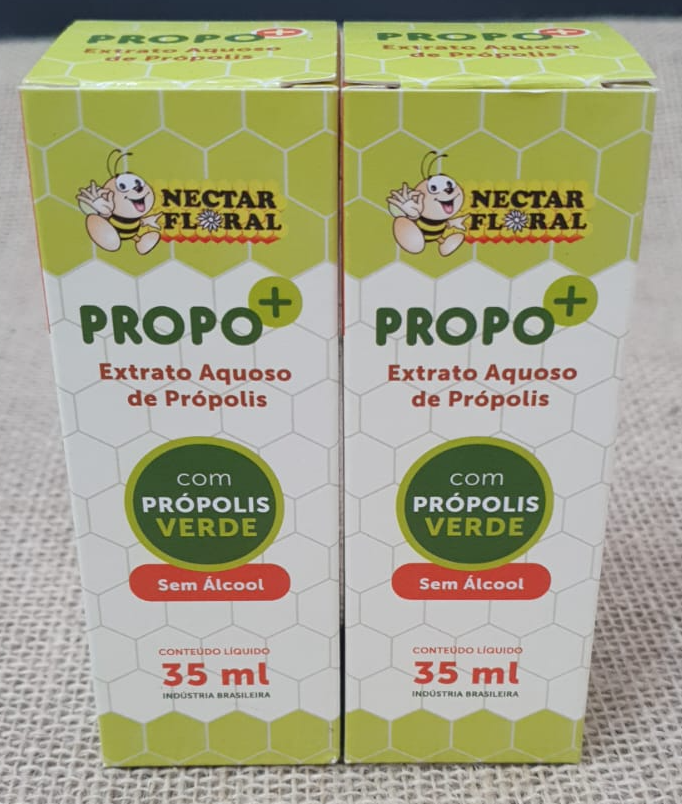 PROPO+
Extrato Aquoso
de Própolis
NECTAR
FLORAL
PROPO+
Extrato Aquoso
de Própolis
com
PRÓPOLIS
VERDE
Sem Álcool
CONTEÚDO LÍQUIDO
35 ml
INDÚSTRIA BRASILEIRA
PROPO+
Extrato Aquoso
de Própolis
NECTAR
FLORAL
PROPO+
Extrato Aquoso
de Própolis
com
PRÓPOLIS
VERDE
Sem Álcool
CONTEÚDO LÍQUIDO
35 ml
INDÚSTRIA BRASILEIRA